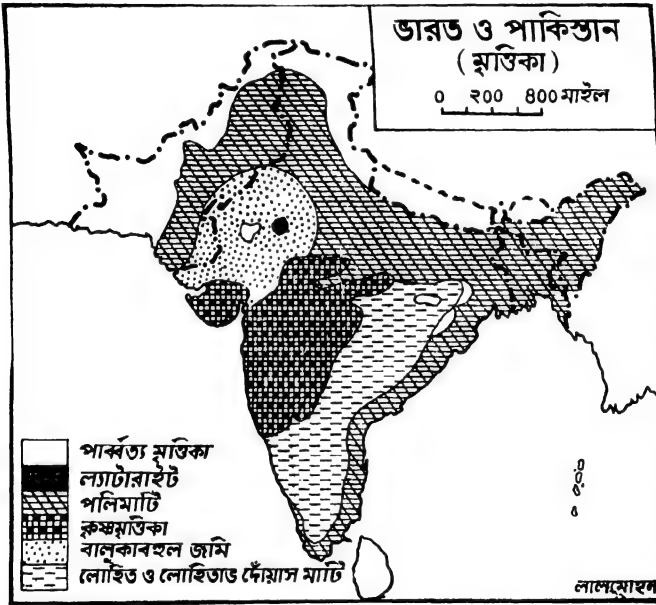 ভারত ও পাকিস্তান
( মৃত্তিকা )
০ ২০০ ৪০০ মাইল
পার্ব্বত্য মৃত্তিকা
ল্যাটারাইট
পলিমাটি
কৃষ্ণমৃত্তিকা
বালুকাবহুল জমি
লোহিত ও লোহিতাভ দোঁয়াস মাটি
লালমোহন